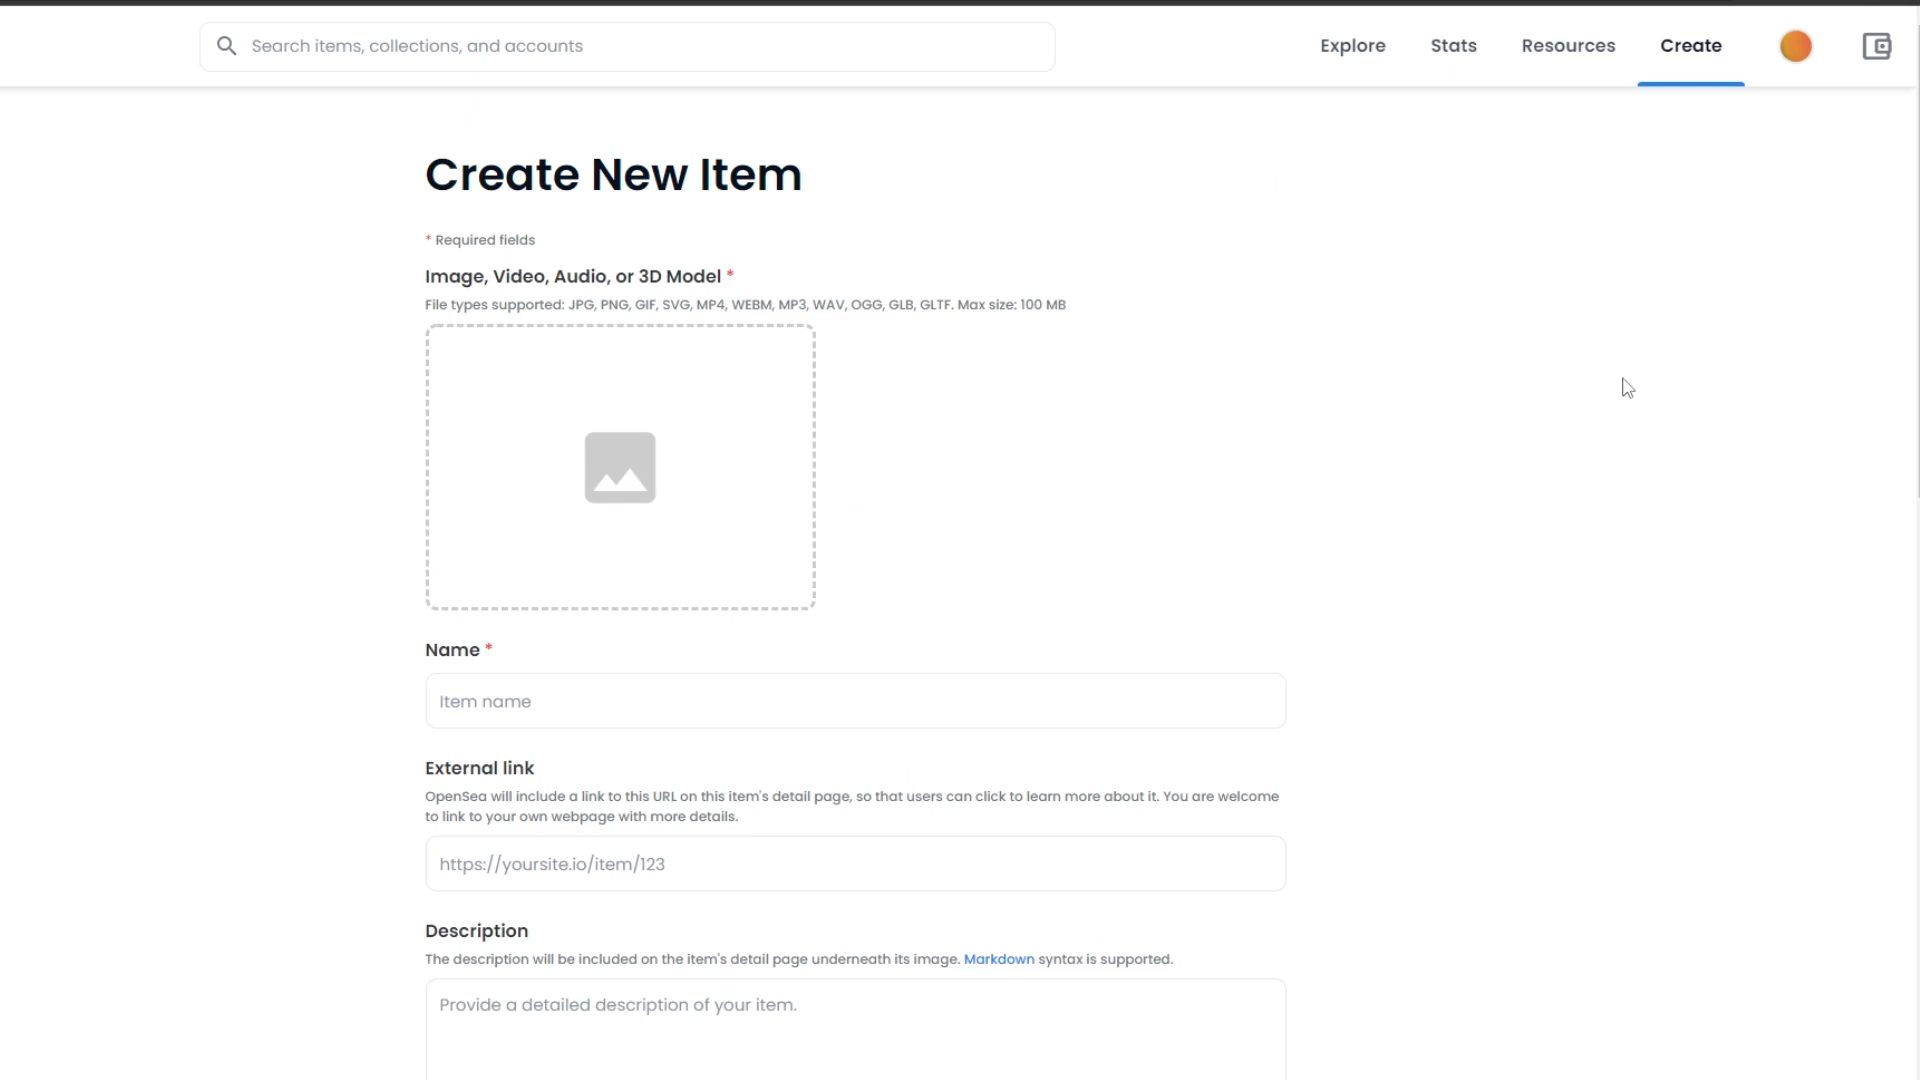 Search items, collections, and accounts
Explore
Stats
Resources
Create
Create New Item
* Required fields
Image, Video, Audio, or 3D Model *
File types supported: JPG, PNG, GIF, SVG, MP4, WEBM, MP3, WAV, OGG, GLB, GLTF. Max size: 100 MB
Name *
Item name
External link
OpenSea will include a link to this URL on this item's detail page, so that users can click to learn more about it. You are welcome
to link to your own webpage with more details.
https://yoursite.io/item/123
Description
The description will be included on the item's detail page underneath its image. Markdown syntax is supported.
Provide a detailed description of your item.